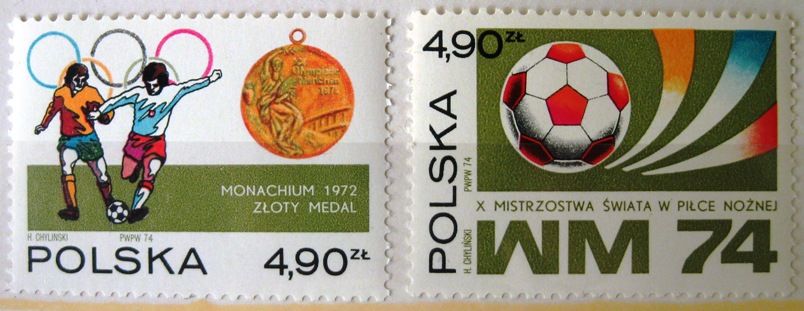 MONACHIUM 1972
ZŁOTY MEDAL
H. CHYLIŃSKI PWPW 74
POLSKA 4,90 ZŁ
4,90 ZŁ
POLSKA
H. CHYLIŃSKI PWPW 74
X MISTRZOSTWA ŚWIATA W PIŁCE NOŻNEJ
WM 74